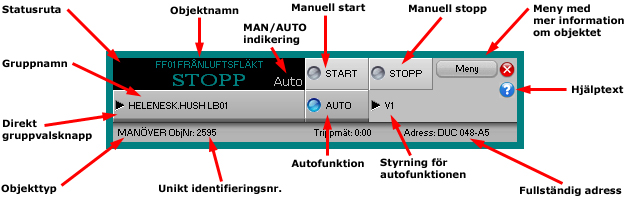 Statusruta
Objektnamn
Manuell start
Manuell stopp
Meny med
mer information
om objektet
MAN/AUTO
indikering
Gruppnamn
FF01FRÅNLUFTSFLÄKT
STOPP
Auto
START
STOPP
Meny
HELENESK.HUSH LB01
AUTO
V1
Hjälptext
Direkt
gruppvalsknapp
MANÖVER ObjNr: 2595
Trippmät: 0:00
Adress: DUC 048-A5
Objekttyp
Unikt identifieringsnr.
Autofunktion
Styrning för
autofunktionen
Fullständig adress